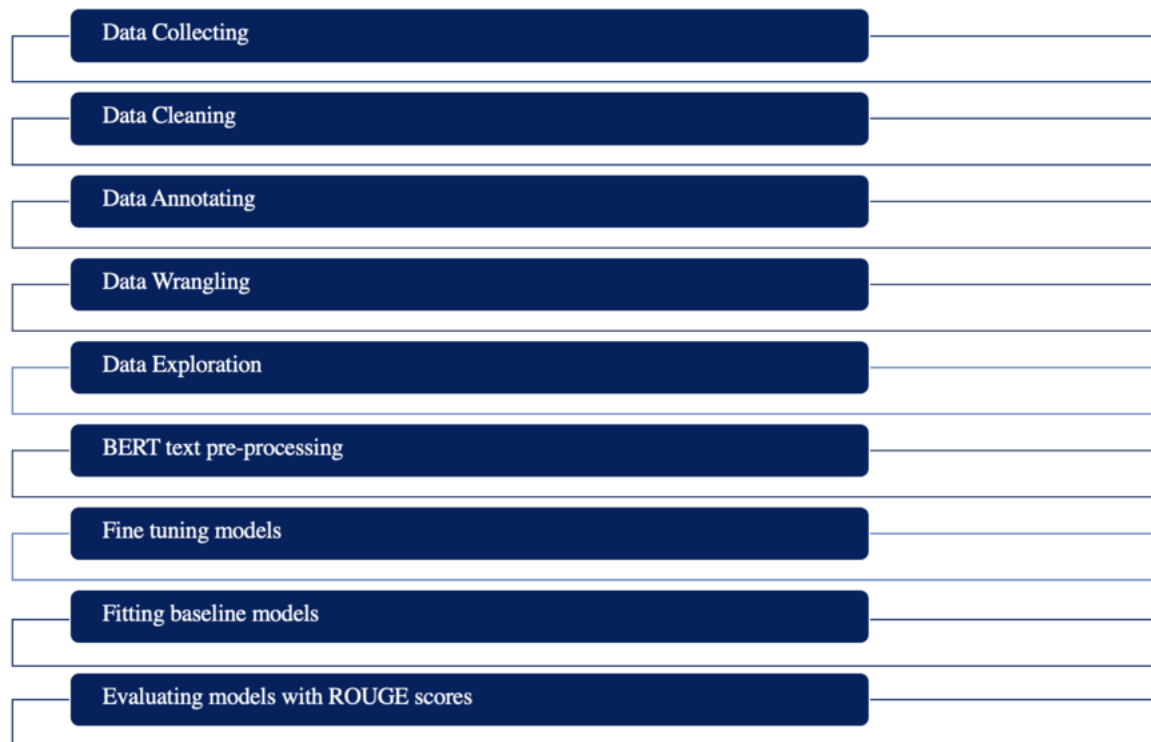 Data Collecting
Data Cleaning
Data Annotating
Data Wrangling
Data Exploration
BERT text pre-processing
Fine tuning models
Fitting baseline models
Evaluating models with ROUGE scores